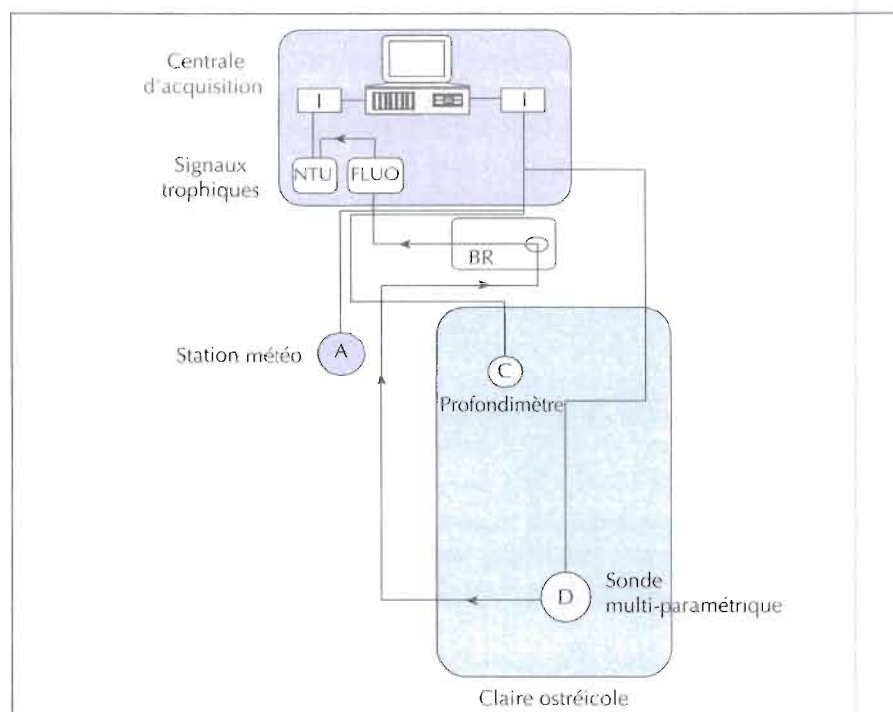 Centrale
d'acquisition
I
I
Signaux
trophiques
NTU
FLUO
BR
Station météo
A
C
Profondimètre
D
Sonde
multi-paramétrique
Claire ostréicole